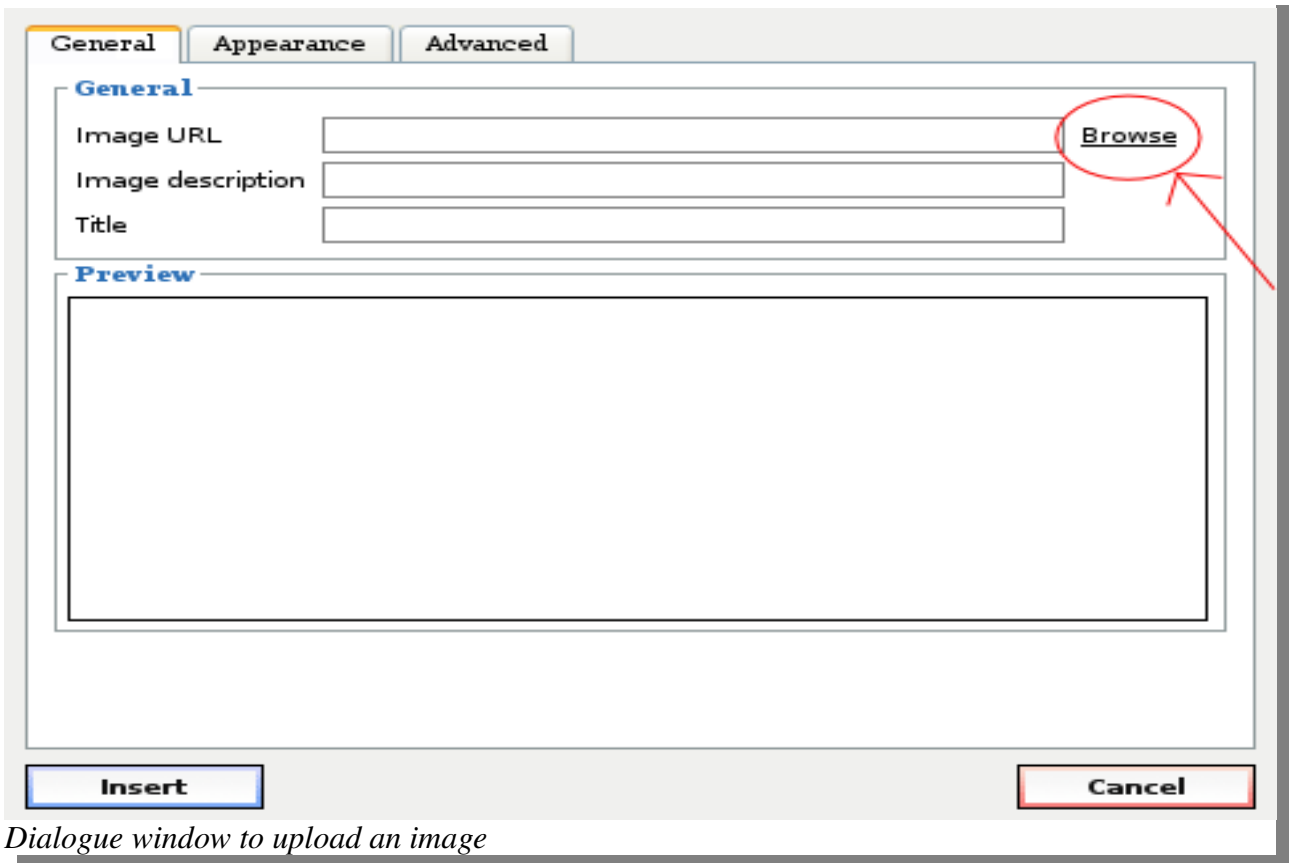 General Appearance Advanced
General
Image URL Browse
Image description
Title
Preview
Insert Cancel
Dialogue window to upload an image